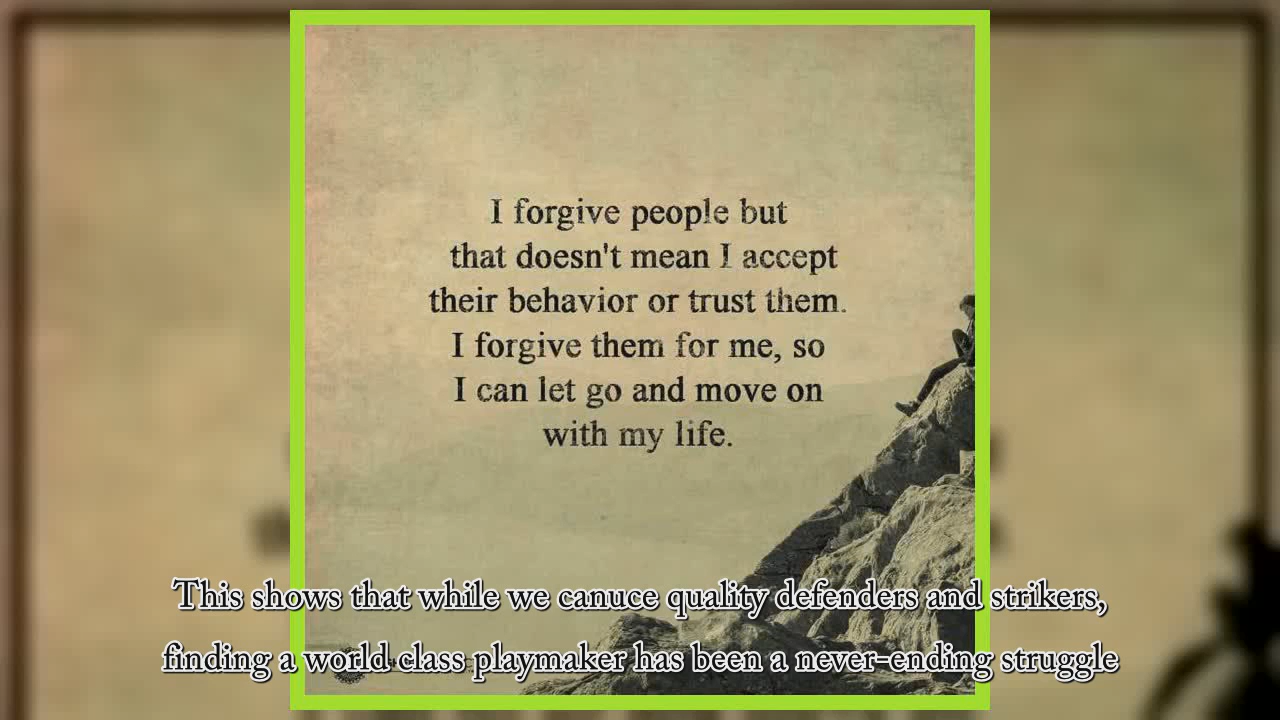 I forgive people but
that doesn't mean I accept
their behavior or trust them.
I forgive them for me, so
I can let go and move on
with my life.
This shows that while we canuce quality defenders and strikers,
finding a world class playmaker has been a never-ending struggle